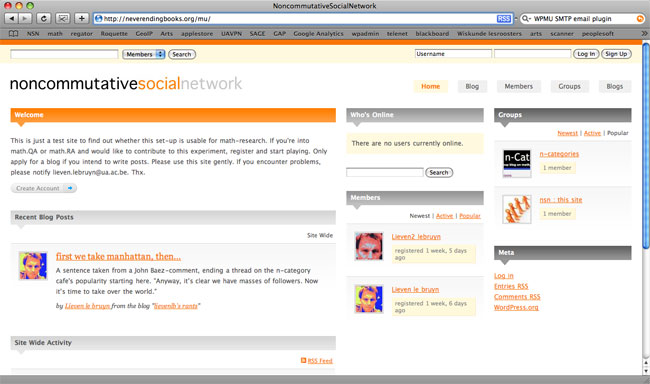 NoncommutativeSocialNetwork
http://neverendingbooks.org/mu/ RSS WPMU SMTP email plugin
NSN math regator Roquette GeoIP Arts applestore UAVPN SAGE GAP Google Analytics wpadmin telenet blackboard Wiskunde lesroosters arts scanner peoplesoft
Members Search Username Log In Sign Up
noncommutativesocialnetwork
Home Blog Members Groups Blogs
Welcome
This is just a test site to find out whether this set-up is usable for math-research. If you're into
math.QA or math.RA and would like to contribute to this experiment, register and start playing. Only
apply for a blog if you intend to write posts. Please use this site gently. If you encounter problems,
please notify lieven.lebruyn@ua.ac.be. Thx.
Create Account
Recent Blog Posts
Site Wide
first we take manhattan, then...
A sentence taken from a John Baez-comment, ending a thread on the n-category
cafe's popularity starting here. "Anyway, it's clear we have masses of followers. Now
it's time to take over the world."
by Lieven le bruyn from the blog "lievenlb's rants"
Site Wide Activity
RSS Feed
Who's Online
There are no users currently online.
Search
Members
Newest | Active | Popular
Lieven2 lebruyn
registered 1 week, 5 days
ago
Lieven le bruyn
registered 1 week, 6 days
ago
Groups
Newest | Active | Popular
n-Cat
n-categories
1 member
nsn : this site
1 member
Meta
Log in
Entries RSS
Comments RSS
WordPress.org